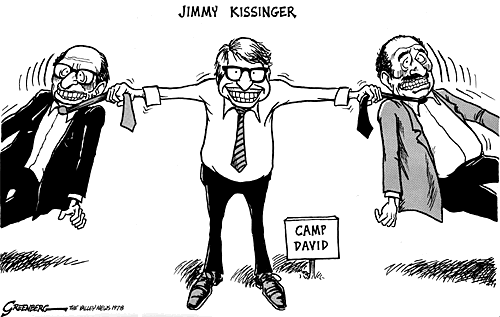 JIMMY KISSINGER
CAMP
DAVID
GREENBERG - THE VALLEY NEWS 1978